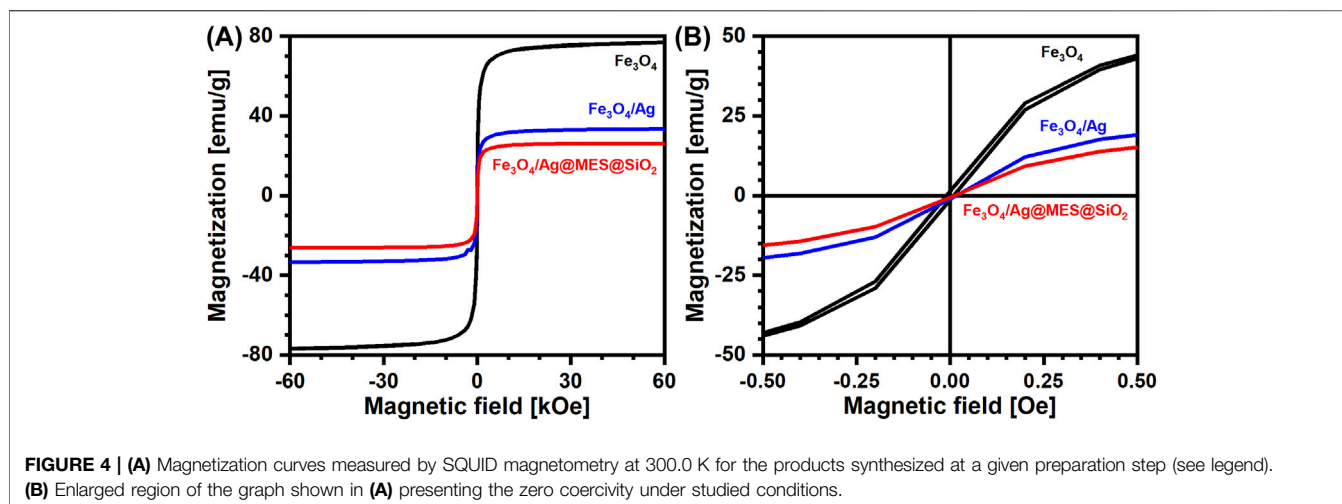 (A)
Magnetization [emu/g]
80
40
0
-40
-80
Fe₃O₄
Fe₃O₄/Ag
Fe₃O₄/Ag@MES@SiO₂
-60
-30
0
30
60
Magnetic field [kOe]
(B)
Magnetization [emu/g]
50
25
0
-25
-50
Fe₃O₄
Fe₃O₄/Ag
Fe₃O₄/Ag@MES@SiO₂
-0.50
-0.25
0.00
0.25
0.50
Magnetic field [Oe]
FIGURE 4 | (A) Magnetization curves measured by SQUID magnetometry at 300.0 K for the products synthesized at a given preparation step (see legend).
(B) Enlarged region of the graph shown in (A) presenting the zero coercivity under studied conditions.